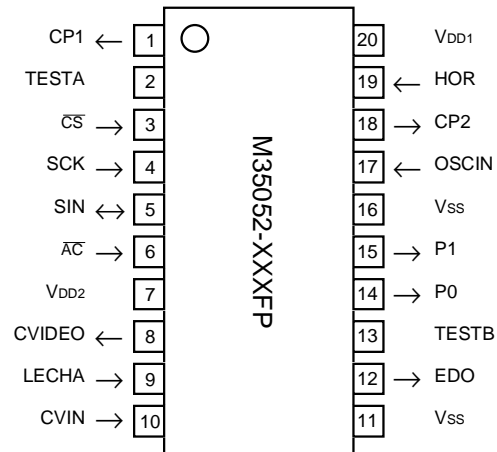 CP1 ← 1 20 VDD1
TESTA 2 19 ← HOR
C̅S̅ → 3 18 → CP2
SCK → 4 17 ← OSCIN
SIN ↔ 5 16 VSS
A̅C̅ → 6 15 → P1
VDD2 7 14 → P0
CVIDEO ← 8 13 TESTB
LECHA → 9 12 → EDO
CVIN → 10 11 VSS
M35052-XXXFP